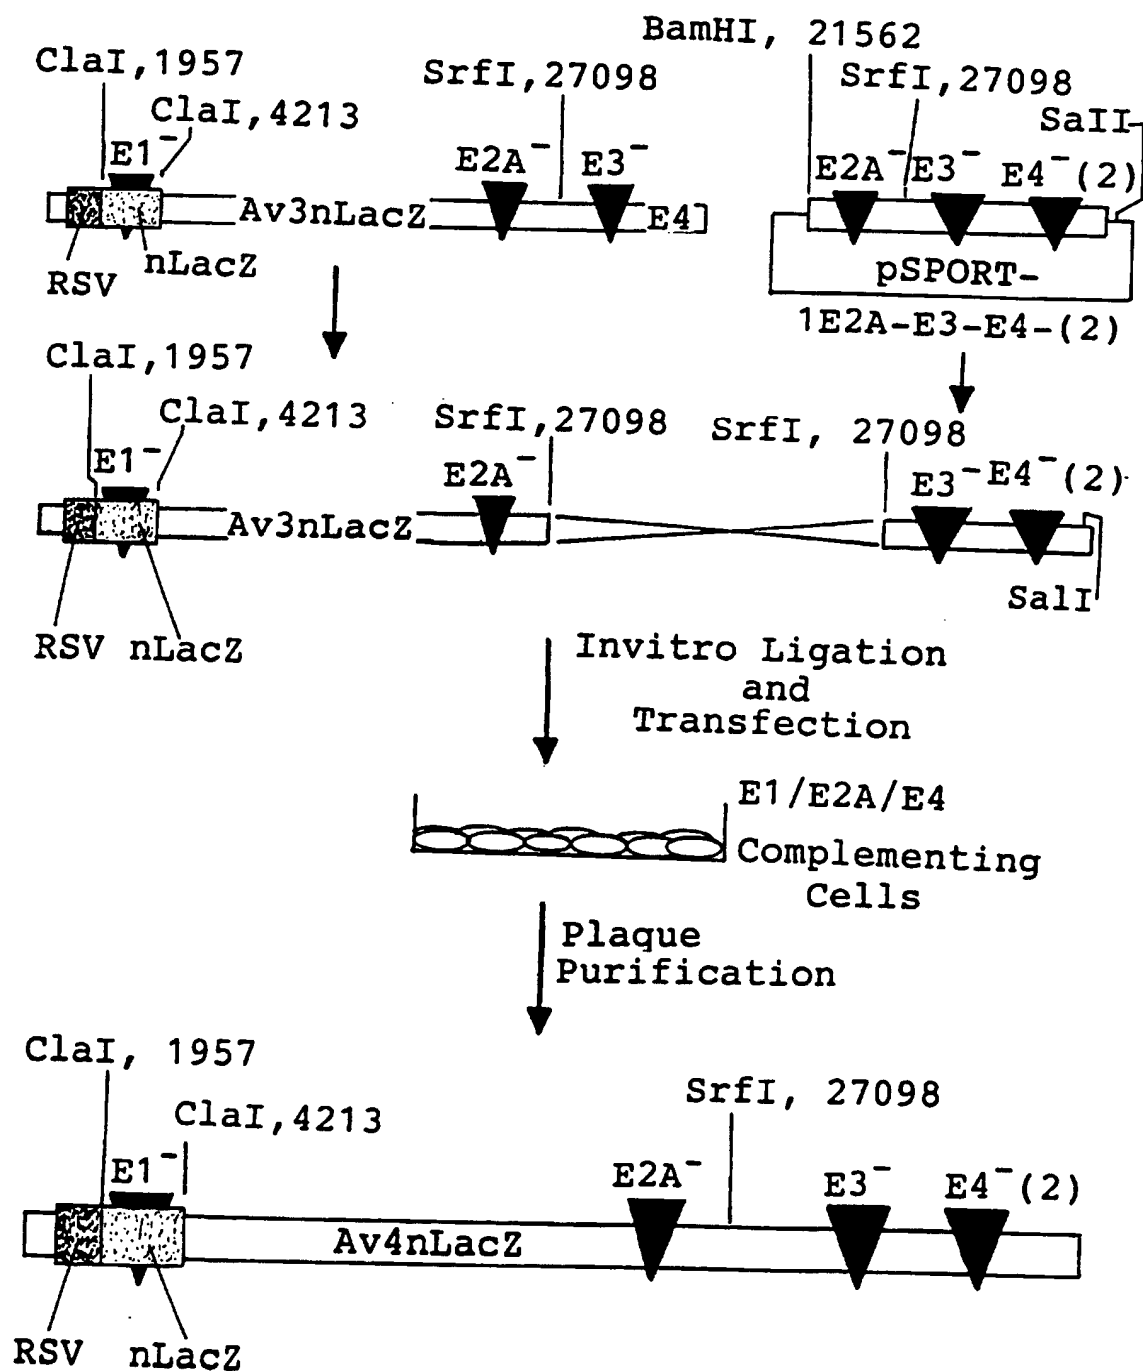 BamHI, 21562
ClaI,1957
SrfI,27098
SrfI,27098
ClaI,4213
SaII
E1⁻
E2A⁻
E3⁻
E2A⁻
E3⁻
E4⁻(2)
Av3nLacZ
E4
RSV
nLacZ
pSPORT-
1E2A-E3-E4-(2)
ClaI,1957
ClaI,4213
SrfI,27098
SrfI, 27098
E1⁻
E2A⁻
E3⁻
E4⁻(2)
Av3nLacZ
SalI
RSV
nLacZ
Invitro Ligation
and
Transfection
E1/E2A/E4
Complementing
Cells
Plaque
Purification
ClaI, 1957
ClaI,4213
SrfI, 27098
E1⁻
E2A⁻
E3⁻
E4⁻(2)
Av4nLacZ
RSV
nLacZ